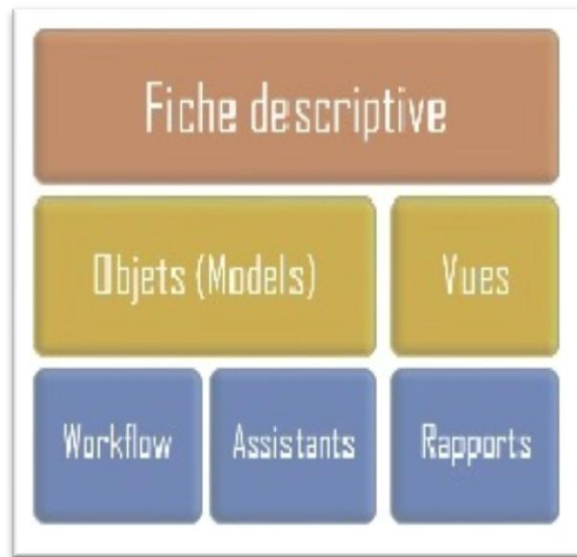 Fiche descriptive
Objets (Models) Vues
Workflow Assistants Rapports